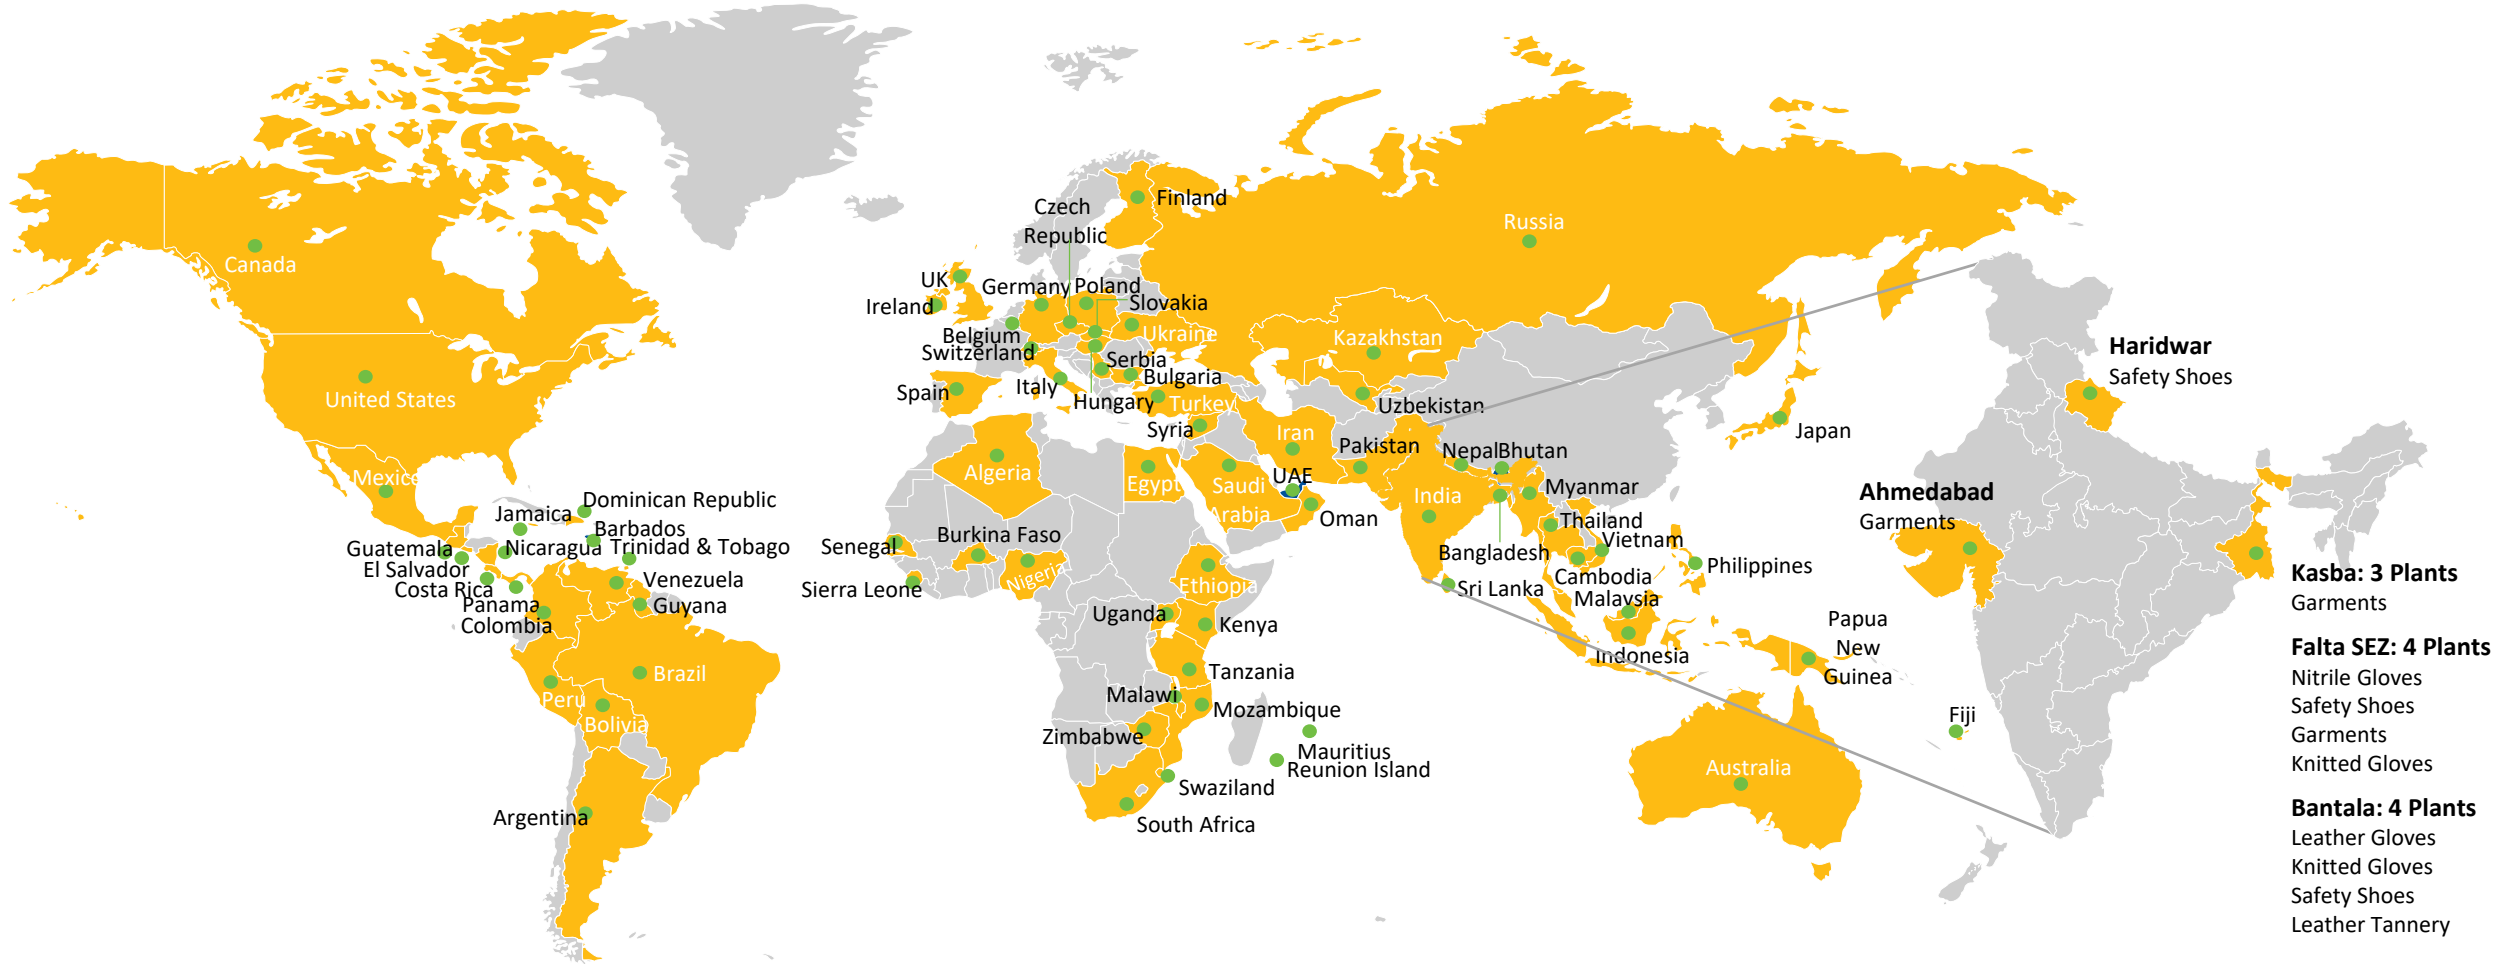 Canada
United States
Mexico
Dominican Republic
Jamaica
Barbados
Guatemala
Nicaragua
Trinidad & Tobago
El Salvador
Costa Rica
Venezuela
Panama
Guyana
Colombia
Brazil
Peru
Bolivia
Argentina
Finland
Czech
Republic
Russia
UK
Germany
Poland
Ireland
Slovakia
Belgium
Ukraine
Switzerland
Serbia
Italy
Bulgaria
Spain
Hungary
Turkey
Syria
Kazakhstan
Uzbekistan
Iran
Pakistan
Nepal
Bhutan
Japan
Algeria
Egypt
Saudi
Arabia
UAE
Oman
India
Myanmar
Thailand
Vietnam
Bangladesh
Cambodia
Malaysia
Philippines
Sri Lanka
Indonesia
Papua
New
Guinea
Fiji
Australia
Senegal
Burkina Faso
Sierra Leone
Nigeria
Ethiopia
Uganda
Kenya
Tanzania
Malawi
Mozambique
Zimbabwe
Mauritius
Reunion Island
Swaziland
South Africa
Haridwar
Safety Shoes
Ahmedabad
Garments
Kasba: 3 Plants
Garments
Falta SEZ: 4 Plants
Nitrile Gloves
Safety Shoes
Garments
Knitted Gloves
Bantala: 4 Plants
Leather Gloves
Knitted Gloves
Safety Shoes
Leather Tannery